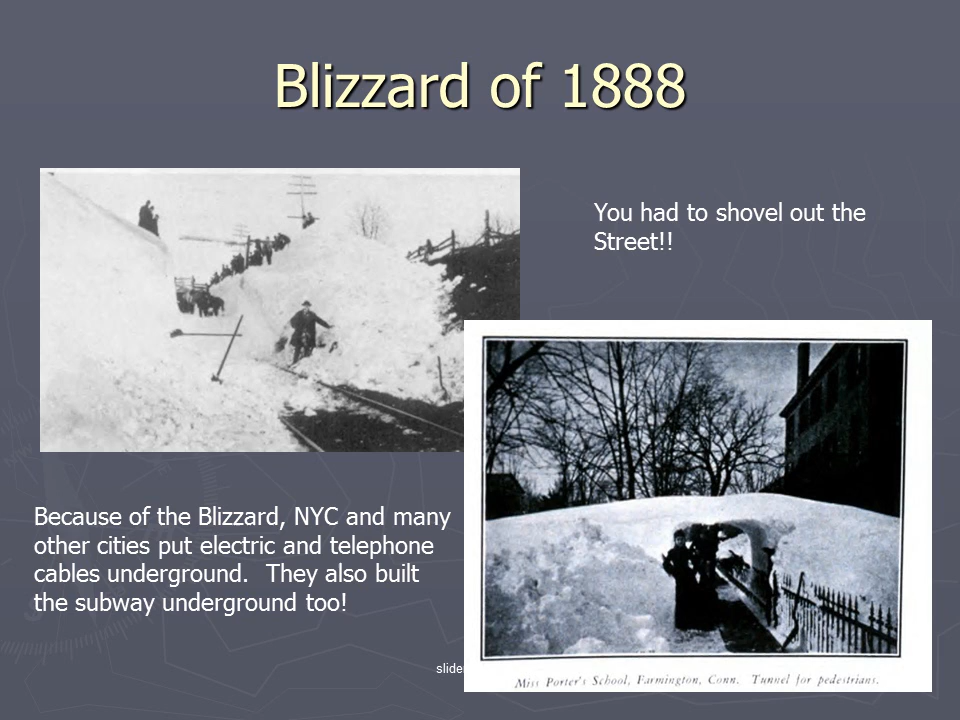 Blizzard of 1888
You had to shovel out the
Street!!
Because of the Blizzard, NYC and many
other cities put electric and telephone
cables underground. They also built
the subway underground too!
Miss Porter's School, Farmington, Conn. Tunnel for pedestrians.